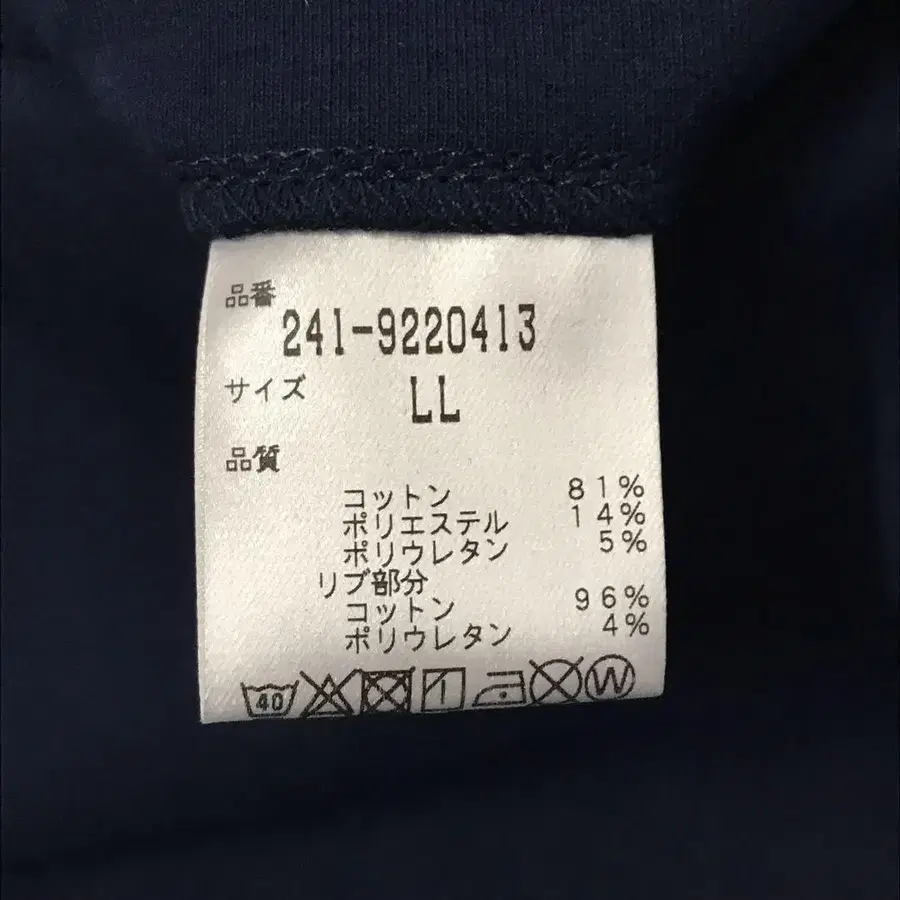 品番
241-9220413
サイズ LL
品質
コットン 81%
ポリエステル 14%
ポリウレタン 5%
リブ部分
コットン 96%
ポリウレタン 4%
40 W